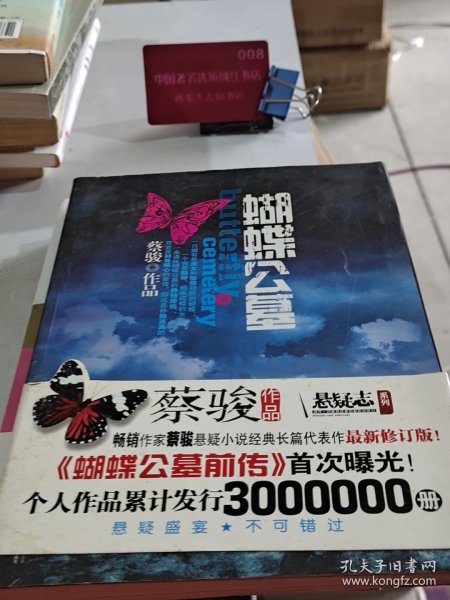 008
中国著名优质网上书店
蝴蝶公墓
butterfly
cemetery
蔡骏◎作品
蔡骏 作品
悬疑志 系列
畅销作家蔡骏悬疑小说经典长篇代表作最新修订版!
《蝴蝶公墓前传》首次曝光!
个人作品累计发行3000000册
悬疑盛宴★不可错过
孔夫子旧书网
www.kongfz.com